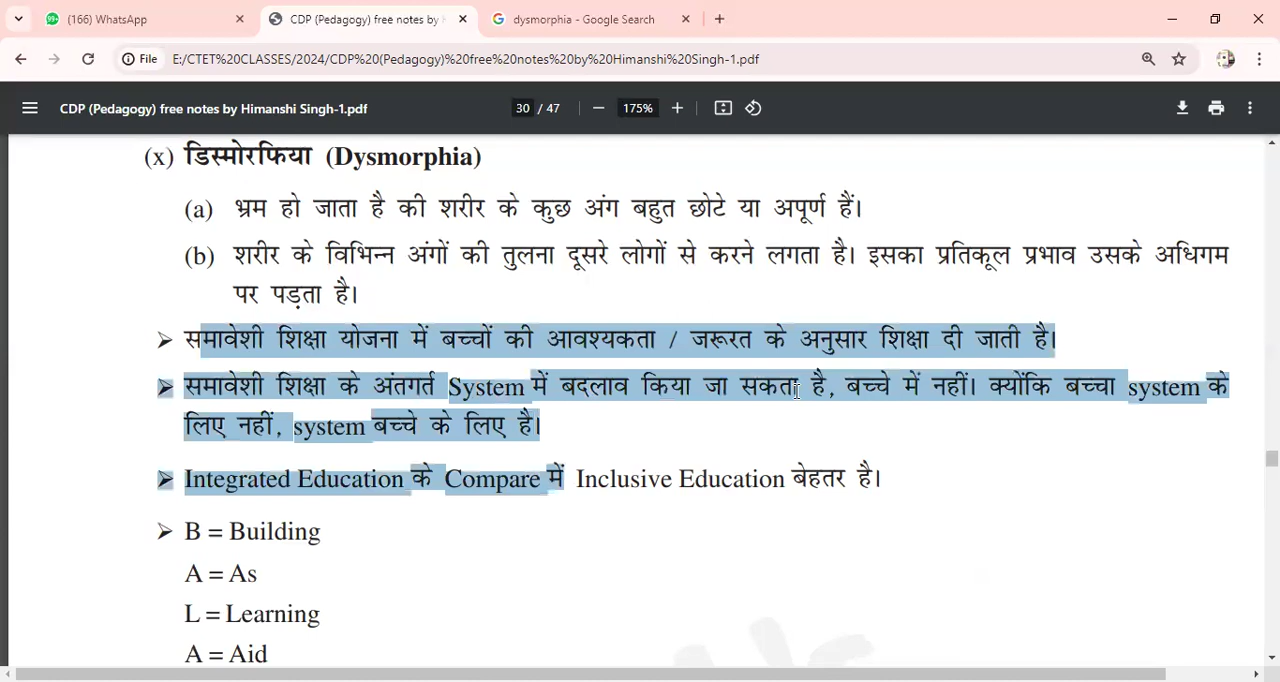 (166) WhatsApp
CDP (Pedagogy) free notes by H
dysmorphia - Google Search
File
E:/CTET%20CLASSES/2024/CDP%20(Pedagogy)%20free%20notes%20by%20Himanshi%20Singh-1.pdf
CDP (Pedagogy) free notes by Himanshi Singh-1.pdf
30 / 47
175%
(x) डिस्मोरफिया (Dysmorphia)
(a) भ्रम हो जाता है की शरीर के कुछ अंग बहुत छोटे या अपूर्ण हैं।
(b) शरीर के विभिन्न अंगों की तुलना दूसरे लोगों से करने लगता है। इसका प्रतिकूल प्रभाव उसके अधिगम
पर पड़ता है।
➢ समावेशी शिक्षा योजना में बच्चों की आवश्यकता / जरूरत के अनुसार शिक्षा दी जाती है।
➢ समावेशी शिक्षा के अंतगर्त System में बदलाव किया जा सकता है, बच्चे में नहीं। क्योंकि बच्चा system के
लिए नहीं, system बच्चे के लिए है।
➢ Integrated Education के Compare में Inclusive Education बेहतर है।
➢ B = Building
A = As
L = Learning
A = Aid